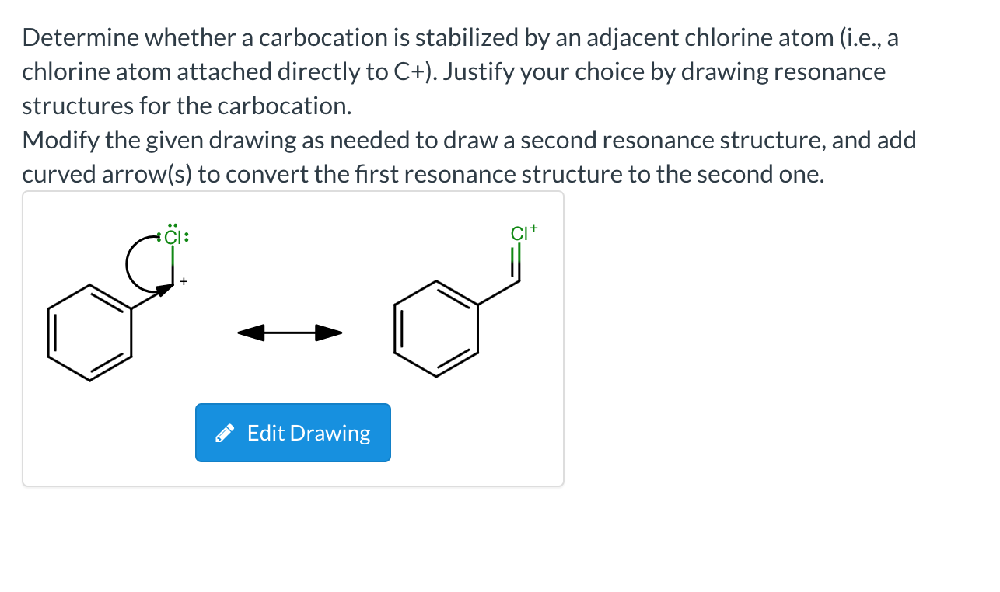 Determine whether a carbocation is stabilized by an adjacent chlorine atom (i.e., a
chlorine atom attached directly to C+). Justify your choice by drawing resonance
structures for the carbocation.
Modify the given drawing as needed to draw a second resonance structure, and add
curved arrow(s) to convert the first resonance structure to the second one.
:Cl:
+
Cl+
Edit Drawing